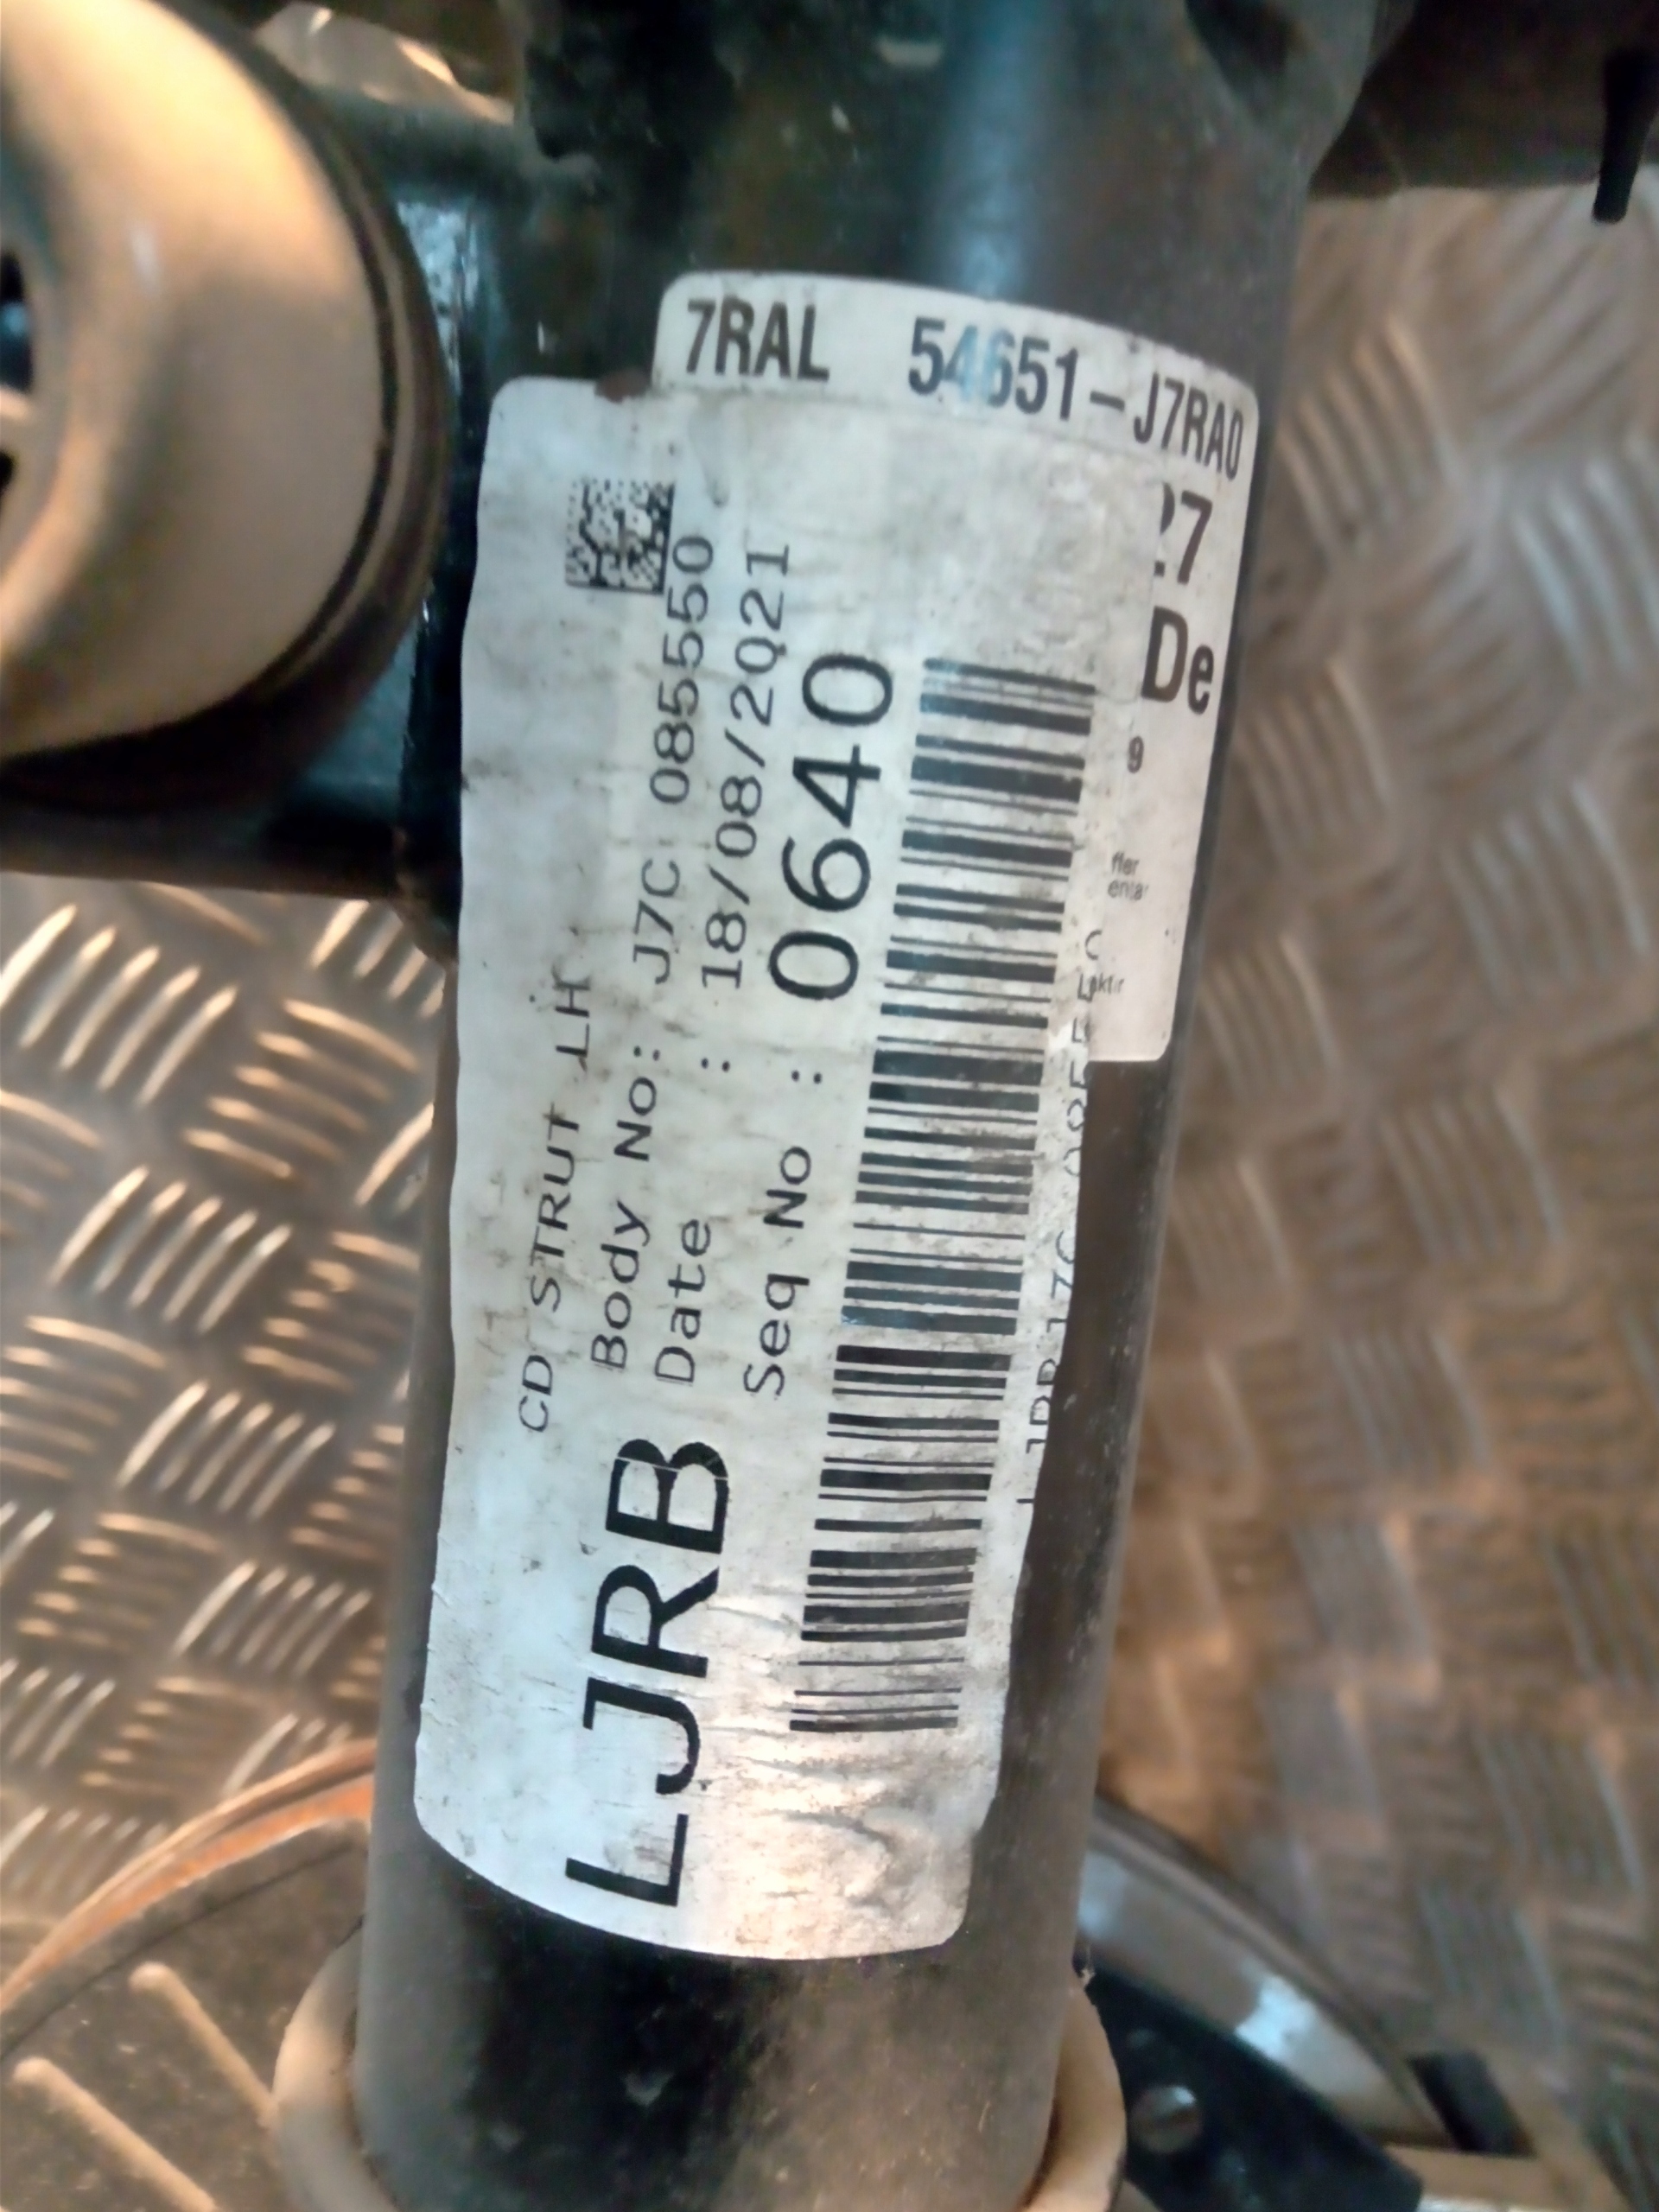 7RAL 54651-J7RA0
27
De
9
CD STRUT LH
Body No: J7C 085550
Date : 18/08/2021
Seq No : 0640
LJRB